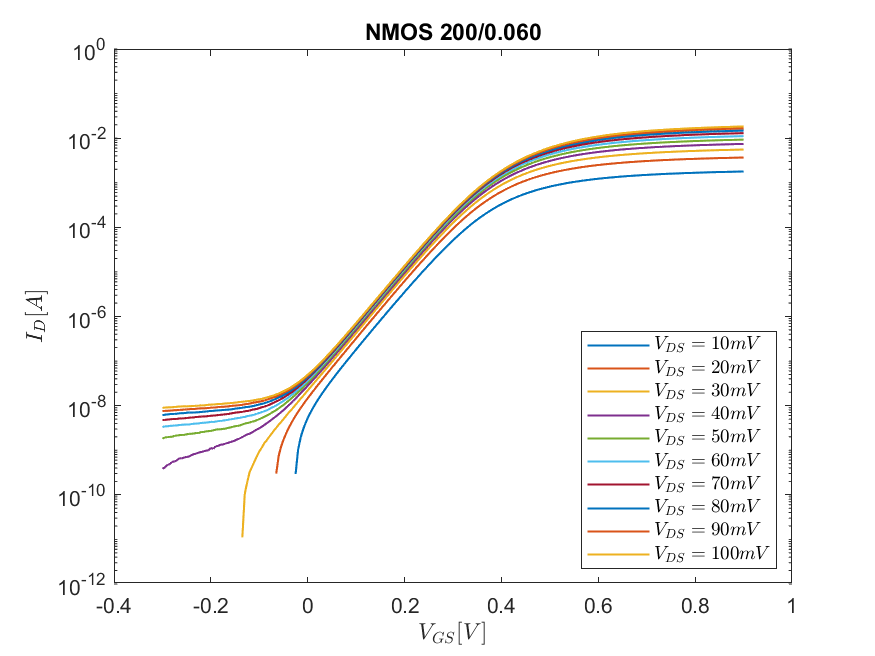 NMOS 200/0.060
10^0
10^-2
10^-4
10^-6
10^-8
10^-10
10^-12
I_D[A]
-0.4 -0.2 0 0.2 0.4 0.6 0.8 1
V_GS[V]
V_DS = 10mV
V_DS = 20mV
V_DS = 30mV
V_DS = 40mV
V_DS = 50mV
V_DS = 60mV
V_DS = 70mV
V_DS = 80mV
V_DS = 90mV
V_DS = 100mV